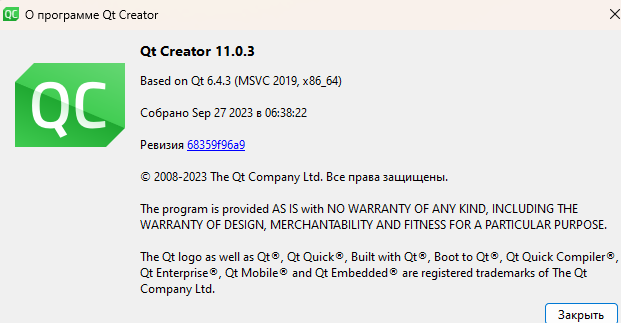 QC О программе Qt Creator
QC
Qt Creator 11.0.3
Based on Qt 6.4.3 (MSVC 2019, x86_64)
Собрано Sep 27 2023 в 06:38:22
Ревизия 68359f96a9
© 2008-2023 The Qt Company Ltd. Все права защищены.
The program is provided AS IS with NO WARRANTY OF ANY KIND, INCLUDING THE
WARRANTY OF DESIGN, MERCHANTABILITY AND FITNESS FOR A PARTICULAR PURPOSE.
The Qt logo as well as Qt®, Qt Quick®, Built with Qt®, Boot to Qt®, Qt Quick Compiler®,
Qt Enterprise®, Qt Mobile® and Qt Embedded® are registered trademarks of The Qt
Company Ltd.
Закрыть